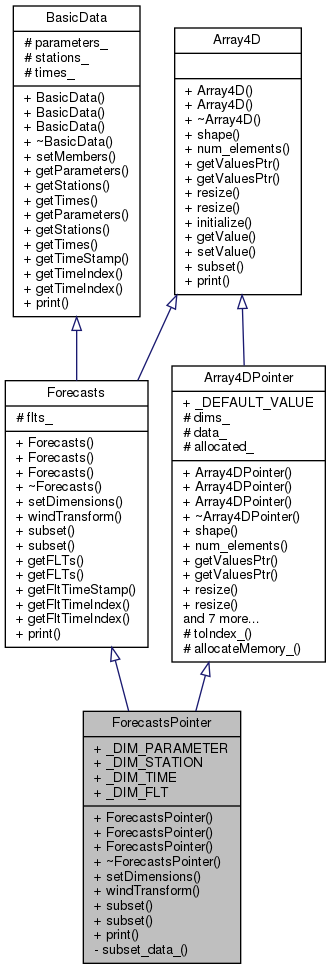 BasicData
# parameters_
# stations_
# times_
+ BasicData()
+ BasicData()
+ BasicData()
+ ~BasicData()
+ setMembers()
+ getParameters()
+ getStations()
+ getTimes()
+ getParameters()
+ getStations()
+ getTimes()
+ getTimeStamp()
+ getTimeIndex()
+ getTimeIndex()
+ print()
Array4D
+ Array4D()
+ Array4D()
+ ~Array4D()
+ shape()
+ num_elements()
+ getValuesPtr()
+ getValuesPtr()
+ resize()
+ resize()
+ initialize()
+ getValue()
+ setValue()
+ subset()
+ print()
Forecasts
# flts_
+ Forecasts()
+ Forecasts()
+ Forecasts()
+ ~Forecasts()
+ setDimensions()
+ windTransform()
+ subset()
+ subset()
+ getFLTs()
+ getFLTs()
+ getFltTimeStamp()
+ getFltTimeIndex()
+ getFltTimeIndex()
+ print()
Array4DPointer
+ _DEFAULT_VALUE
# dims_
# data_
# allocated_
+ Array4DPointer()
+ Array4DPointer()
+ Array4DPointer()
+ ~Array4DPointer()
+ shape()
+ num_elements()
+ getValuesPtr()
+ getValuesPtr()
+ resize()
+ resize()
and 7 more...
# toIndex_()
# allocateMemory_()
ForecastsPointer
+ _DIM_PARAMETER
+ _DIM_STATION
+ _DIM_TIME
+ _DIM_FLT
+ ForecastsPointer()
+ ForecastsPointer()
+ ForecastsPointer()
+ ~ForecastsPointer()
+ setDimensions()
+ windTransform()
+ subset()
+ subset()
+ print()
- subset_data_()